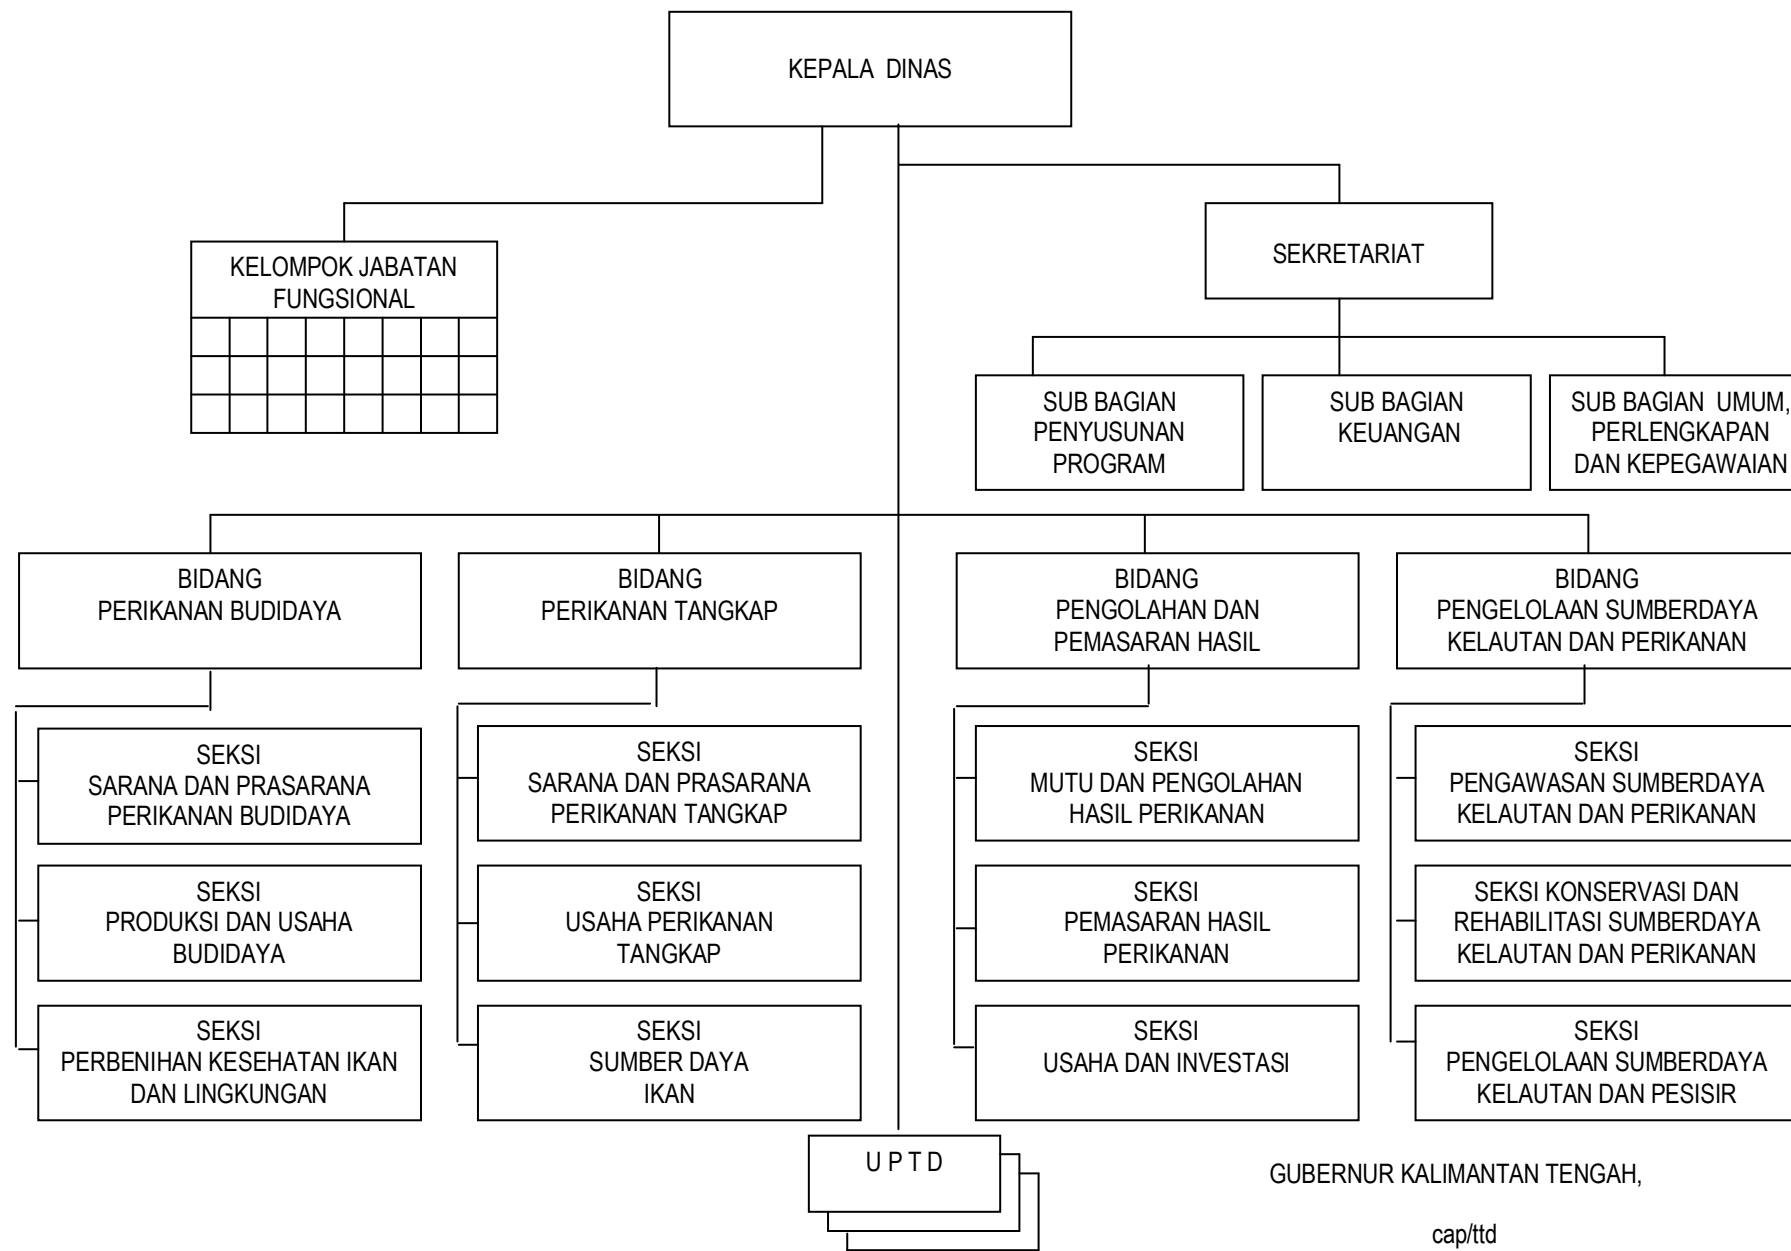 KEPALA DINAS
KELOMPOK JABATAN
FUNGSIONAL
SEKRETARIAT
SUB BAGIAN
PENYUSUNAN
PROGRAM
SUB BAGIAN
KEUANGAN
SUB BAGIAN UMUM,
PERLENGKAPAN
DAN KEPEGAWAIAN
BIDANG
PERIKANAN BUDIDAYA
BIDANG
PERIKANAN TANGKAP
BIDANG
PENGOLAHAN DAN
PEMASARAN HASIL
BIDANG
PENGELOLAAN SUMBERDAYA
KELAUTAN DAN PERIKANAN
SEKSI
SARANA DAN PRASARANA
PERIKANAN BUDIDAYA
SEKSI
SARANA DAN PRASARANA
PERIKANAN TANGKAP
SEKSI
MUTU DAN PENGOLAHAN
HASIL PERIKANAN
SEKSI
PENGAWASAN SUMBERDAYA
KELAUTAN DAN PERIKANAN
SEKSI
PRODUKSI DAN USAHA
BUDIDAYA
SEKSI
USAHA PERIKANAN
TANGKAP
SEKSI
PEMASARAN HASIL
PERIKANAN
SEKSI KONSERVASI DAN
REHABILITASI SUMBERDAYA
KELAUTAN DAN PERIKANAN
SEKSI
PERBENIHAN KESEHATAN IKAN
DAN LINGKUNGAN
SEKSI
SUMBER DAYA
IKAN
SEKSI
USAHA DAN INVESTASI
SEKSI
PENGELOLAAN SUMBERDAYA
KELAUTAN DAN PESISIR
U P T D
GUBERNUR KALIMANTAN TENGAH,
cap/ttd